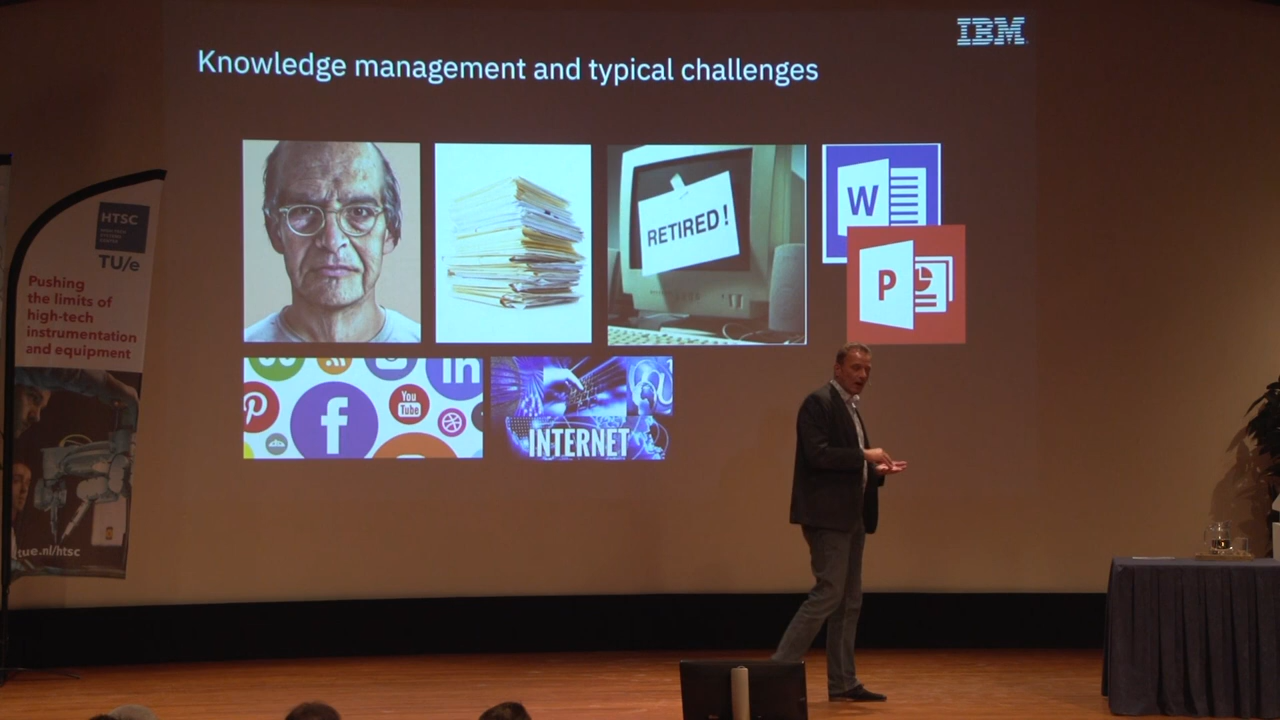 IBM
Knowledge management and typical challenges
RETIRED!
W
P
in
You
Tube
f
INTERNET
HTSC
TU/e
Pushing
the limits of
high-tech
instrumentation
and equipment
tue.nl/htsc